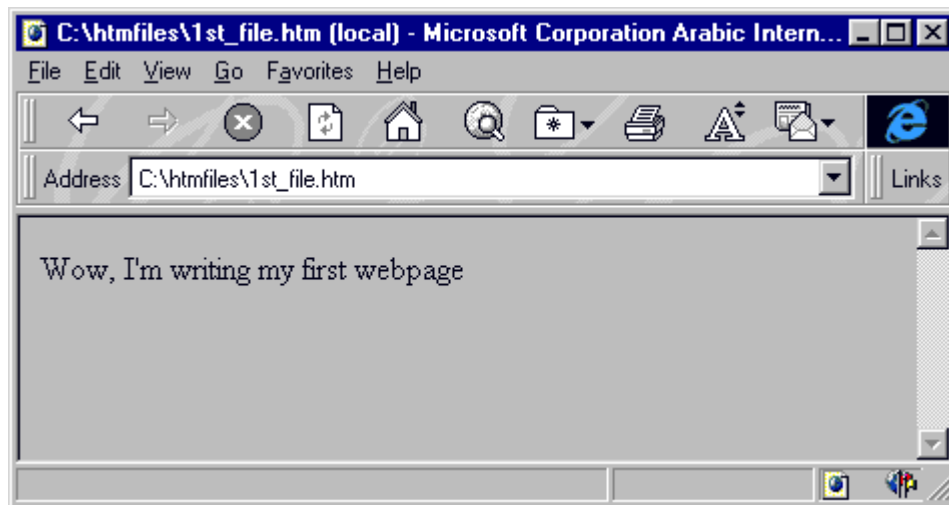 C:\htmfiles\1st_file.htm (local) - Microsoft Corporation Arabic Intern...
File Edit View Go Favorites Help
Address C:\htmfiles\1st_file.htm Links
Wow, I'm writing my first webpage